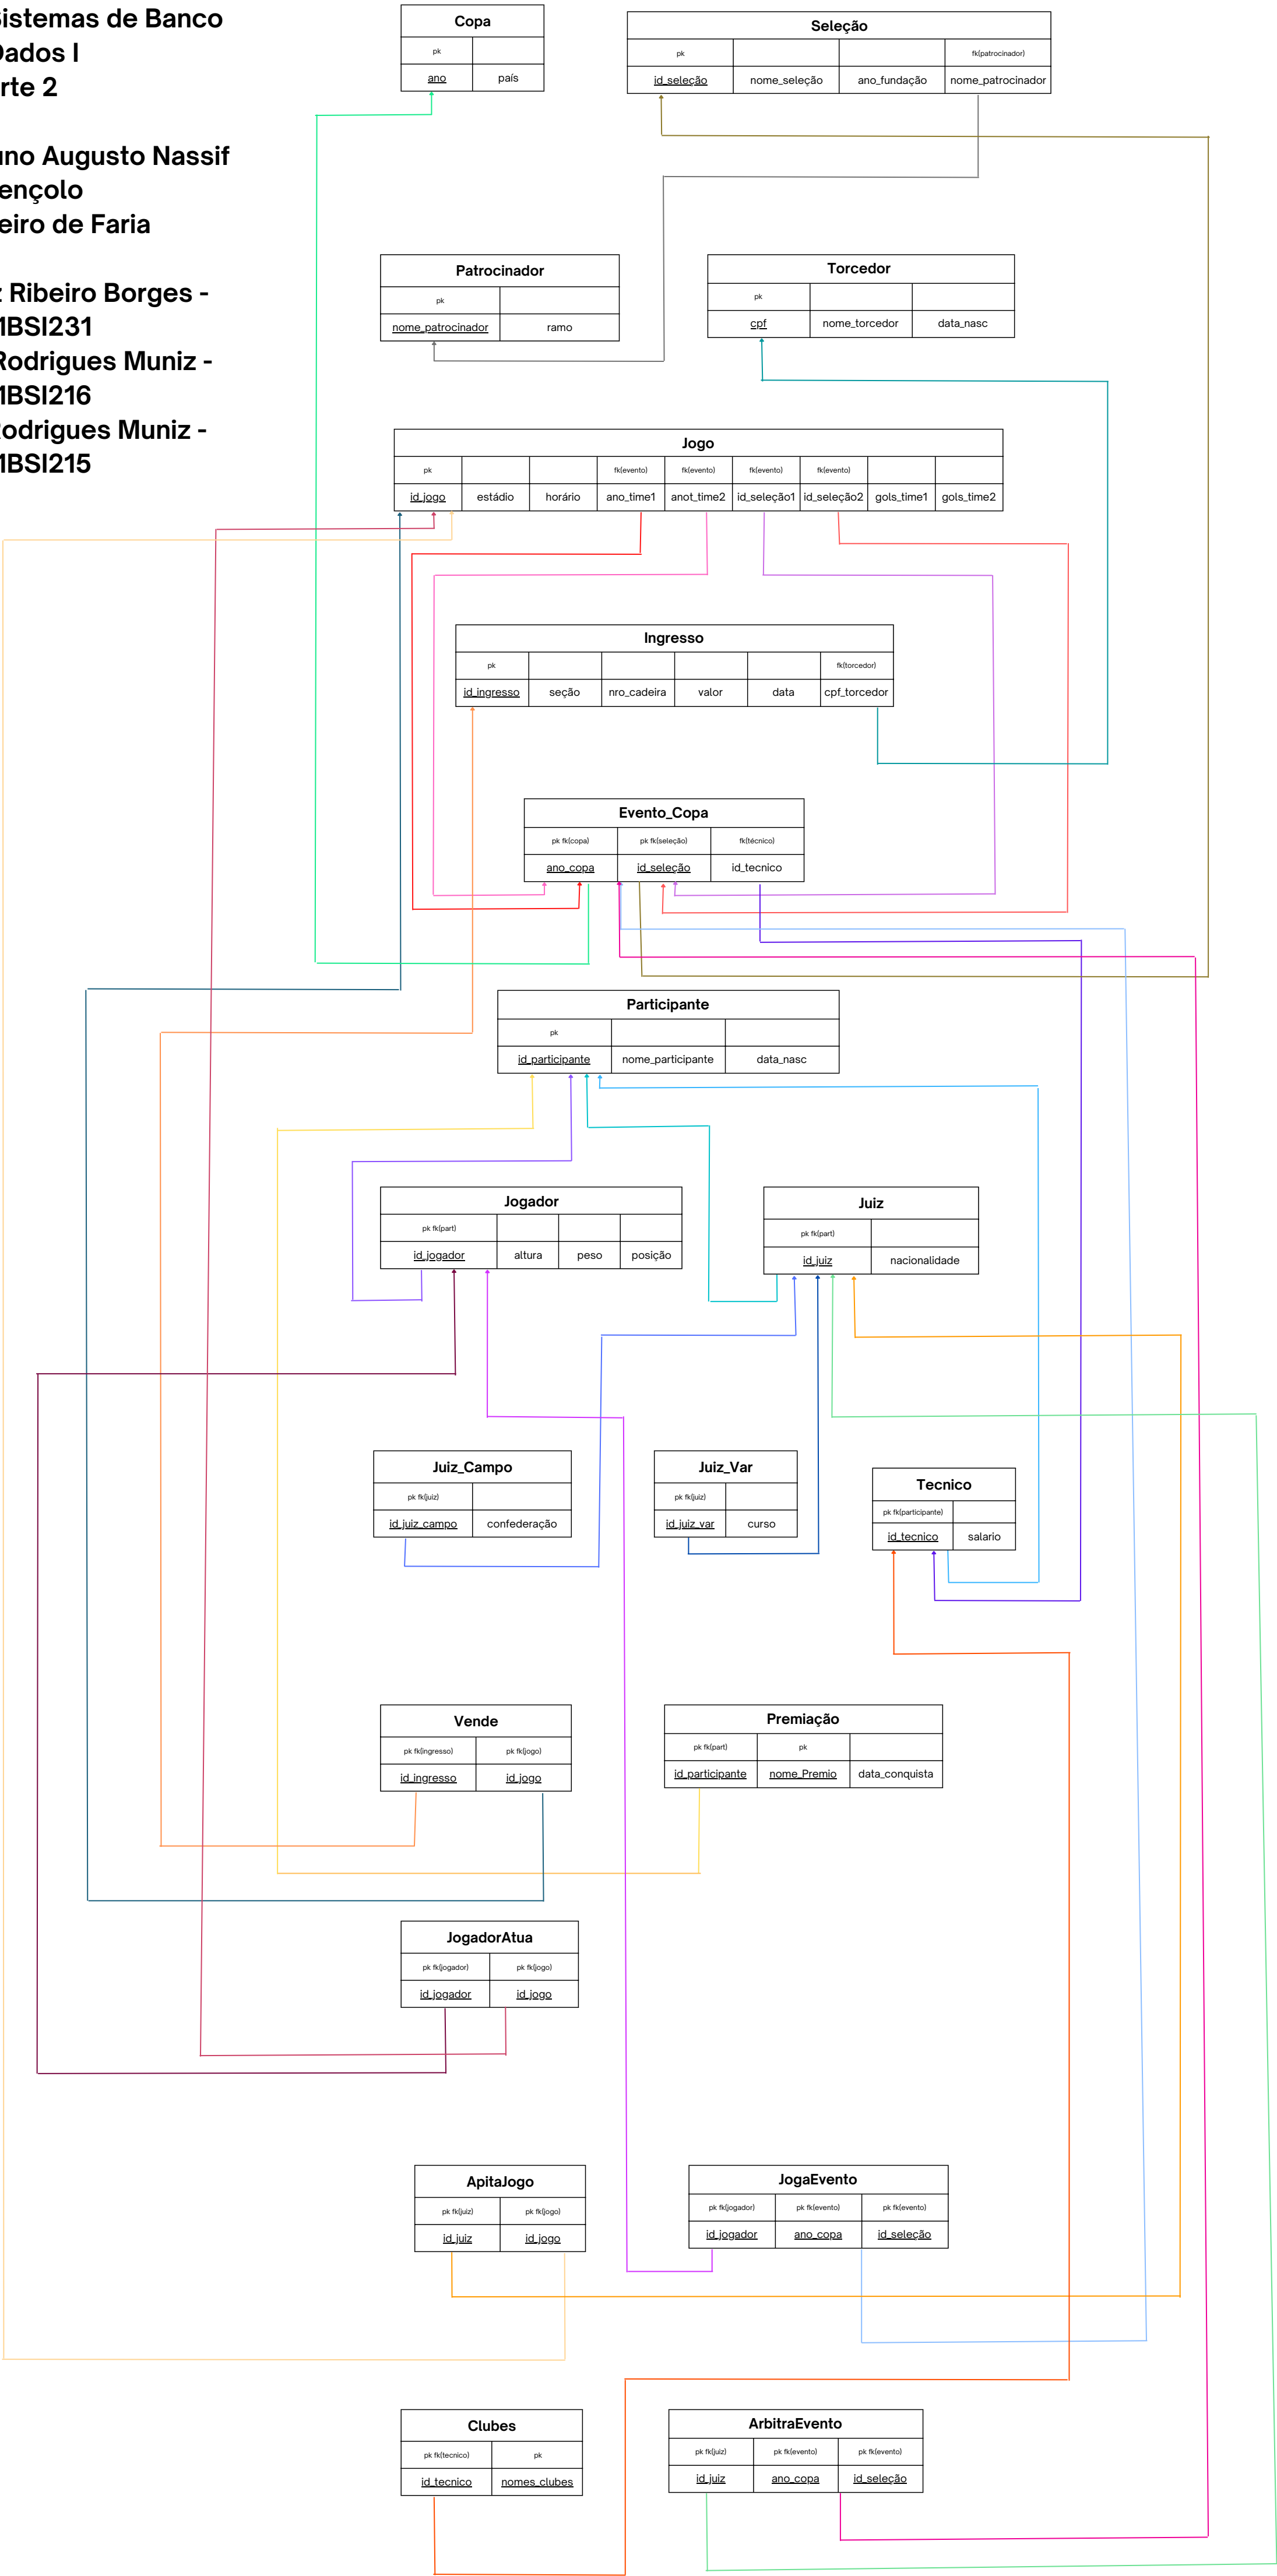 Sistemas de Banco
Dados I
rte 2
no Augusto Nassif
ençolo
eiro de Faria
z Ribeiro Borges -
1BSI231
Rodrigues Muniz -
1BSI216
Rodrigues Muniz -
1BSI215
Copa
pk
ano país
Seleção
pk fk(patrocinador)
id_seleção nome_seleção ano_fundação nome_patrocinador
Patrocinador
pk
nome_patrocinador ramo
Torcedor
pk
cpf nome_torcedor data_nasc
Jogo
pk fk(evento) fk(evento) fk(evento) fk(evento)
id_jogo estádio horário ano_time1 anot_time2 id_seleção1 id_seleção2 gols_time1 gols_time2
Ingresso
pk fk(torcedor)
id_ingresso seção nro_cadeira valor data cpf_torcedor
Evento_Copa
pk fk(copa) pk fk(seleção) fk(técnico)
ano_copa id_seleção id_tecnico
Participante
pk
id_participante nome_participante data_nasc
Jogador
pk fk(part)
id_jogador altura peso posição
Juiz
pk fk(part)
id_juiz nacionalidade
Juiz_Campo
pk fk(juiz)
id_juiz_campo confederação
Juiz_Var
pk fk(juiz)
id_juiz_var curso
Tecnico
pk fk(participante)
id_tecnico salario
Vende
pk fk(ingresso) pk fk(jogo)
id_ingresso id_jogo
Premiação
pk fk(part) pk
id_participante nome_Premio data_conquista
JogadorAtua
pk fk(jogador) pk fk(jogo)
id_jogador id_jogo
ApitaJogo
pk fk(juiz) pk fk(jogo)
id_juiz id_jogo
JogaEvento
pk fk(jogador) pk fk(evento) pk fk(evento)
id_jogador ano_copa id_seleção
Clubes
pk fk(tecnico) pk
id_tecnico nomes_clubes
ArbitraEvento
pk fk(juiz) pk fk(evento) pk fk(evento)
id_juiz ano_copa id_seleção